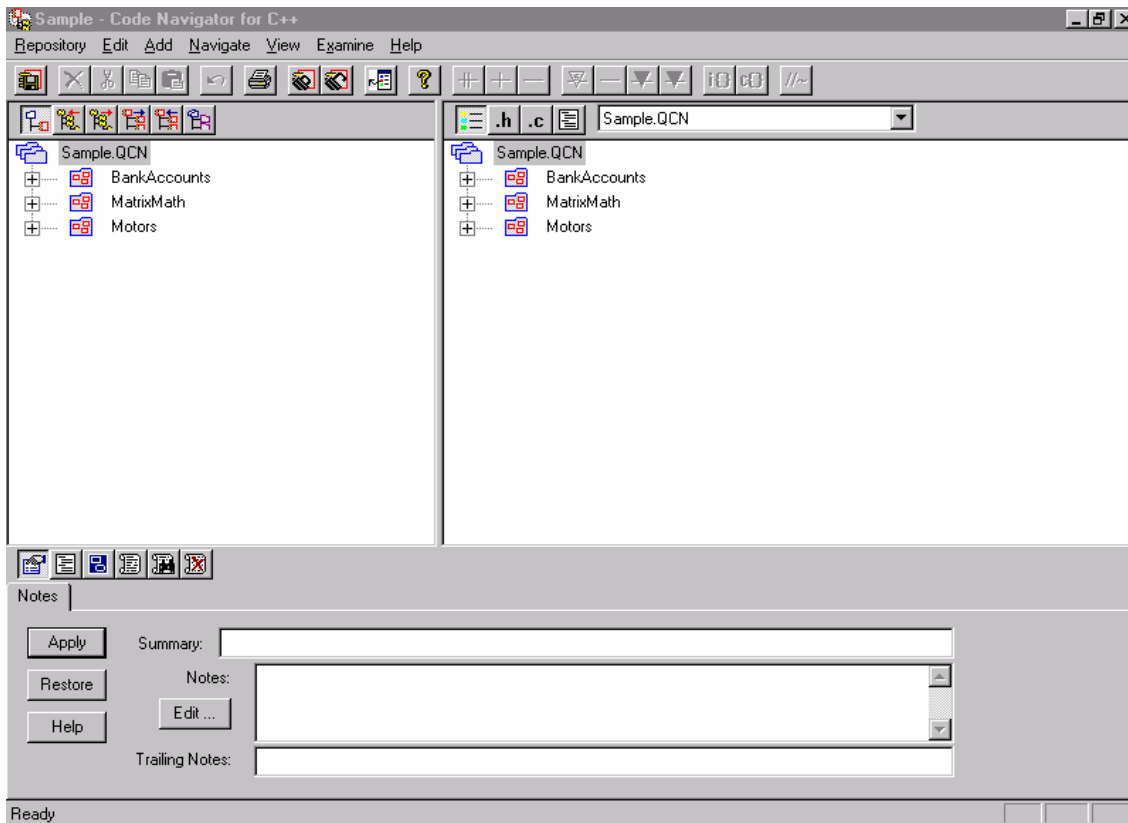 Sample - Code Navigator for C++
Repository Edit Add Navigate View Examine Help
i{} c{} //~
.h .c Sample.QCN
Sample.QCN
BankAccounts
MatrixMath
Motors
Sample.QCN
BankAccounts
MatrixMath
Motors
Notes
Apply Summary:
Restore Notes:
Edit ...
Help
Trailing Notes:
Ready